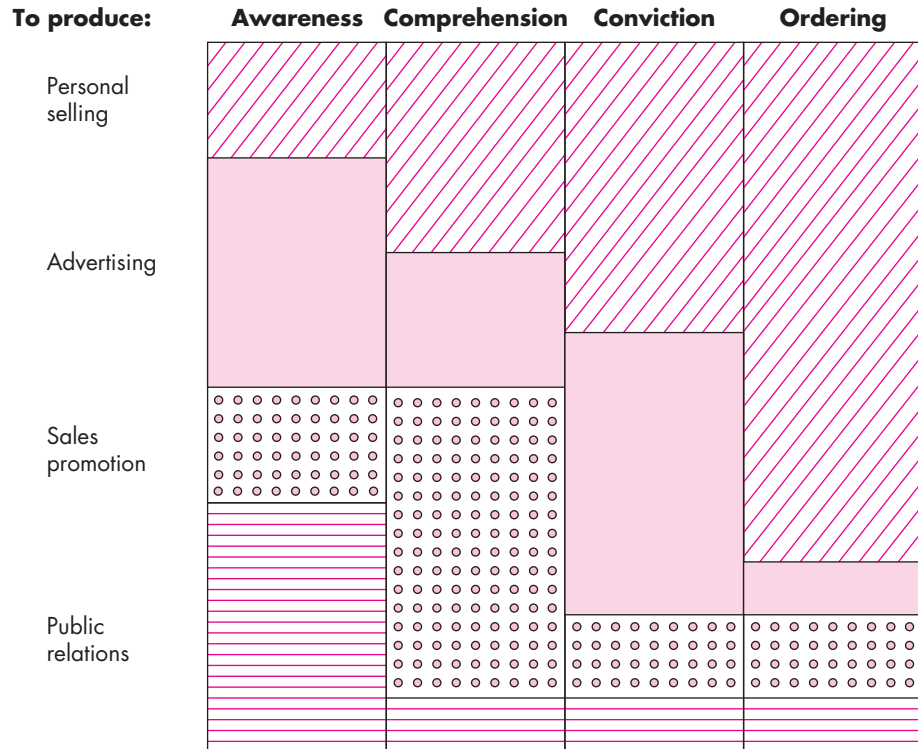 To produce: Awareness Comprehension Conviction Ordering
Personal
selling
Advertising
Sales
promotion
Public
relations